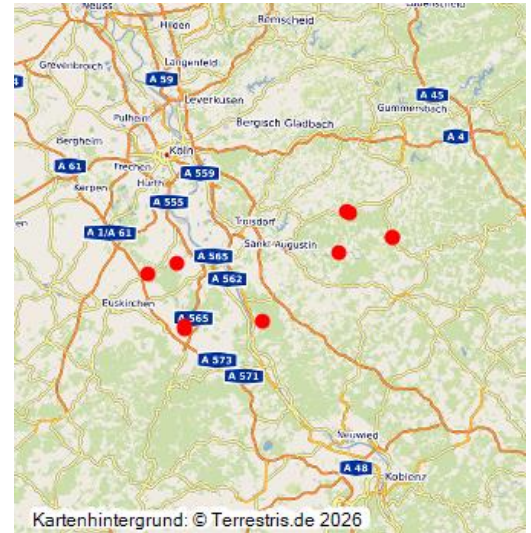 Neuss
Hilden
Remscheid
Lüdenscheid
Grevenbroich
Langenfeld
A 59
A 45
Leverkusen
Gummersbach
Pulheim
Bergisch Gladbach
A 4
Bergheim
Köln
Frechen
A 61
A 559
Kerpen
Hürth
A 555
Troisdorf
A 1/A 61
Sankt Augustin
A 565
A 562
Euskirchen
A 565
A 573
A 571
Neuwied
A 48
Koblenz
Kartenhintergrund: © Terrestris.de 2026